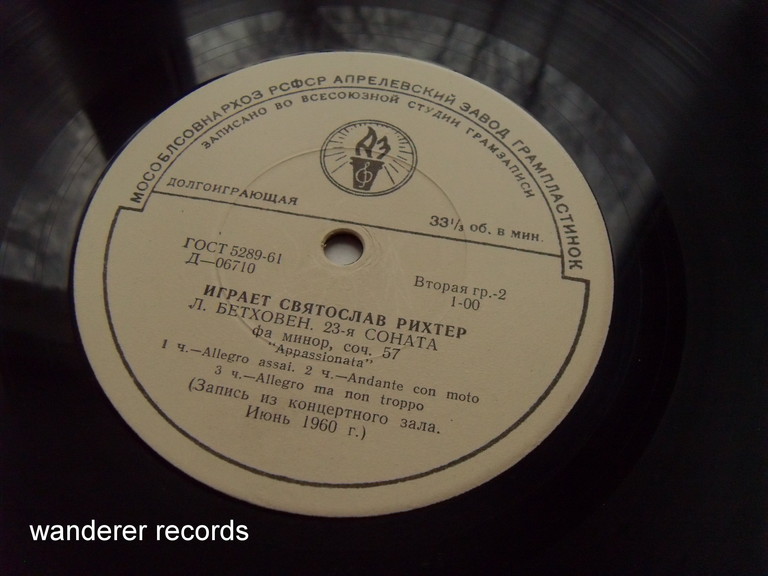 МОСОБЛСОВНАРХОЗ РСФСР АПРЕЛЕВСКИЙ ЗАВОД ГРАМПЛАСТИНОК
ЗАПИСАНО ВО ВСЕСОЮЗНОЙ СТУДИИ ГРАМЗАПИСИ
АЗ
ДОЛГОИГРАЮЩАЯ
33⅓ об. в мин.
ГОСТ 5289-61
Д—06710
Вторая гр.-2
1-00
ИГРАЕТ СВЯТОСЛАВ РИХТЕР
Л. БЕТХОВЕН. 23-я СОНАТА
фа минор, соч. 57
"Appassionata"
1 ч.—Allegro assai. 2 ч.—Andante con moto
3 ч.—Allegro ma non troppo
(Запись из концертного зала.
Июнь 1960 г.)
wanderer records